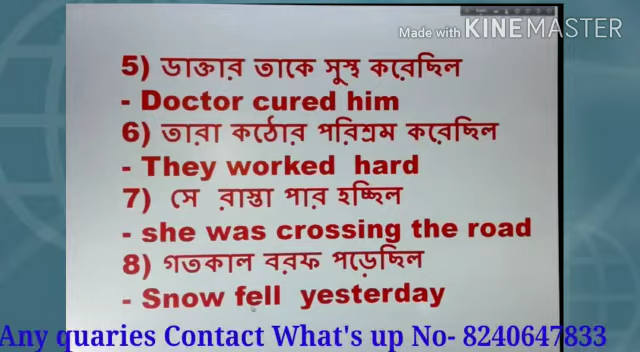 Made with KINEMASTER
5) ডাক্তার তাকে সুস্থ করেছিল
- Doctor cured him
6) তারা কঠোর পরিশ্রম করেছিল
- They worked hard
7) সে রাস্তা পার হচ্ছিল
- she was crossing the road
8) গতকাল বরফ পড়েছিল
- Snow fell yesterday
Any quaries Contact What's up No- 8240647833